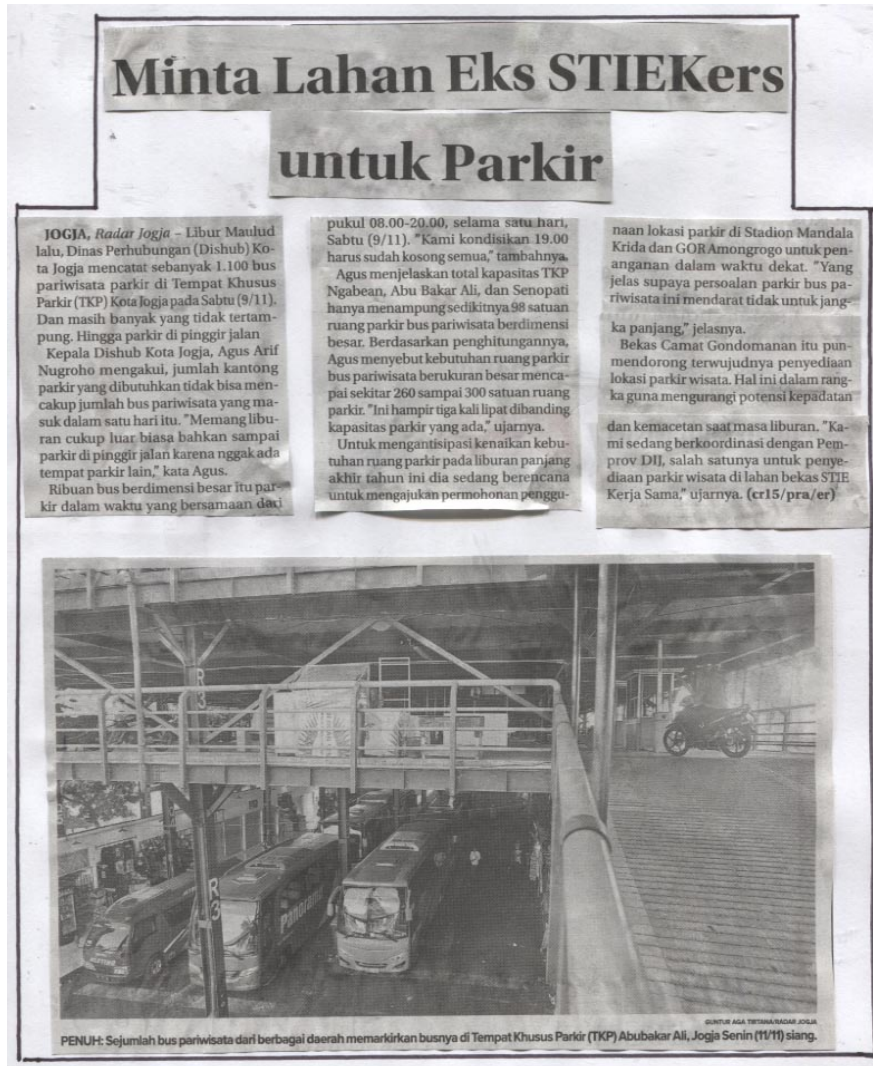 Minta Lahan Eks STIEKers
untuk Parkir
JOGJA, Radar Jogja – Libur Maulud
lalu, Dinas Perhubungan (Dishub) Ko-
ta Jogja mencatat sebanyak 1.100 bus
pariwisata parkir di Tempat Khusus
Parkir (TKP) Kota Jogja pada Sabtu (9/11).
Dan masih banyak yang tidak tertam-
pung. Hingga parkir di pinggir jalan
Kepala Dishub Kota Jogja, Agus Arif
Nugroho mengakui, jumlah kantong
parkir yang dibutuhkan tidak bisa men-
cakup jumlah bus pariwisata yang ma-
suk dalam satu hari itu. "Memang libu-
ran cukup luar biasa bahkan sampai
parkir di pinggir jalan karena nggak ada
tempat parkir lain," kata Agus.
Ribuan bus berdimensi besar itu par-
kir dalam waktu yang bersamaan dari
pukul 08.00-20.00, selama satu hari,
Sabtu (9/11). "Kami kondisikan 19.00
harus sudah kosong semua," tambahnya.
Agus menjelaskan total kapasitas TKP
Ngabean, Abu Bakar Ali, dan Senopati
hanya menampung sedikitnya 98 satuan
ruang parkir bus pariwisata berdimensi
besar. Berdasarkan penghitungannya,
Agus menyebut kebutuhan ruang parkir
bus pariwisata berukuran besar menca-
pai sekitar 260 sampai 300 satuan ruang
parkir. "Ini hampir tiga kali lipat dibanding
kapasitas parkir yang ada," ujarnya.
Untuk mengantisipasi kenaikan kebu-
tuhan ruang parkir pada liburan panjang
akhir tahun ini dia sedang berencana
untuk mengajukan permohonan penggu-
naan lokasi parkir di Stadion Mandala
Krida dan GOR Amongrogo untuk pen-
anganan dalam waktu dekat. "Yang
jelas supaya persoalan parkir bus pa-
riwisata ini mendarat tidak untuk jang-
ka panjang," jelasnya.
Bekas Camat Gondomanan itu pun
mendorong terwujudnya penyediaan
lokasi parkir wisata. Hal ini dalam rang-
ka guna mengurangi potensi kepadatan
dan kemacetan saat masa liburan. "Ka-
mi sedang berkoordinasi dengan Pem-
prov DIJ, salah satunya untuk penye-
diaan parkir wisata di lahan bekas STIE
Kerja Sama," ujarnya. (cr15/pra/er)
R
3
R
3
Panorama
GUNTUR AGA TIRTANA/RADAR JOGJA
PENUH: Sejumlah bus pariwisata dari berbagai daerah memarkirkan busnya di Tempat Khusus Parkir (TKP) Abubakar Ali, Jogja Senin (11/11) siang.